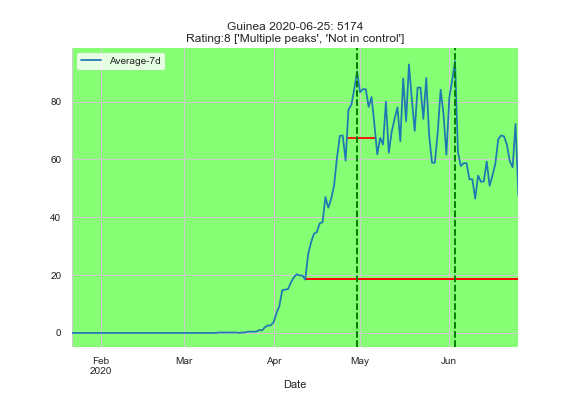 Guinea 2020-06-25: 5174
Rating:8 ['Multiple peaks', 'Not in control']
Average-7d
80
60
40
20
0
Feb
2020
Mar
Apr
May
Jun
Date